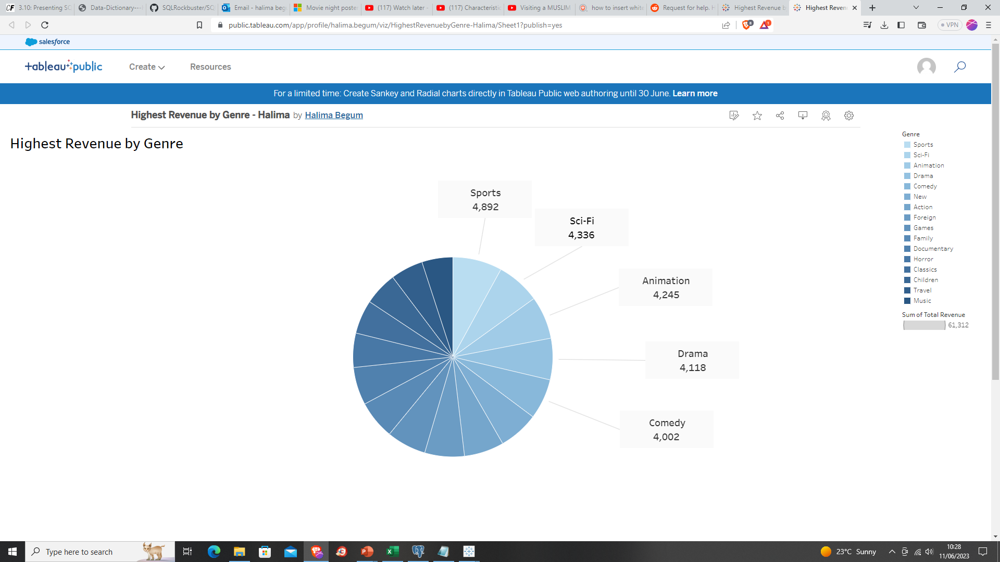 3.10: Presenting SC
Data-Dictionary---
SQLRockbuster/SQ
Email - halima beg
Movie night poster
(117) Watch later -
(117) Characteristic
Visiting a MUSLIM
how to insert white
Request for help. H
Highest Revenue b
Highest Reven
public.tableau.com/app/profile/halima.begum/viz/HighestRevenuebyGenre-Halima/Sheet1?publish=yes
8
1
VPN
salesforce
+ableau+public
Create
Resources
For a limited time: Create Sankey and Radial charts directly in Tableau Public web authoring until 30 June. Learn more
Highest Revenue by Genre - Halima by Halima Begum
Highest Revenue by Genre
Sports
4,892
Sci-Fi
4,336
Animation
4,245
Drama
4,118
Comedy
4,002
Genre
Sports
Sci-Fi
Animation
Drama
Comedy
New
Action
Foreign
Games
Family
Documentary
Horror
Classics
Children
Travel
Music
Sum of Total Revenue
61,312
Type here to search
23°C Sunny
10:28
11/06/2023